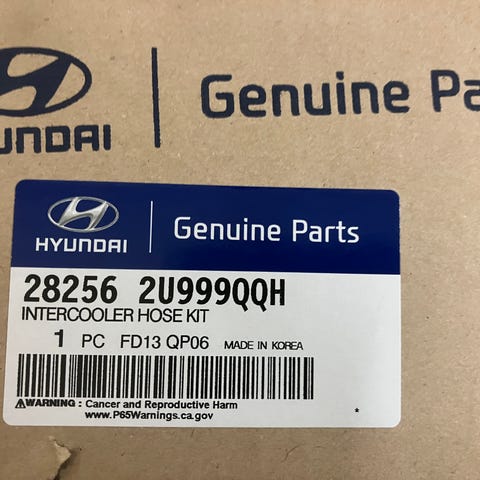 HYUNDAI
Genuine Pa
HYUNDAI
Genuine Parts
28256 2U999QQH
INTERCOOLER HOSE KIT
1 PC FD13 QP06 MADE IN KOREA
⚠WARNING : Cancer and Reproductive Harm
www.P65Warnings.ca.gov
*